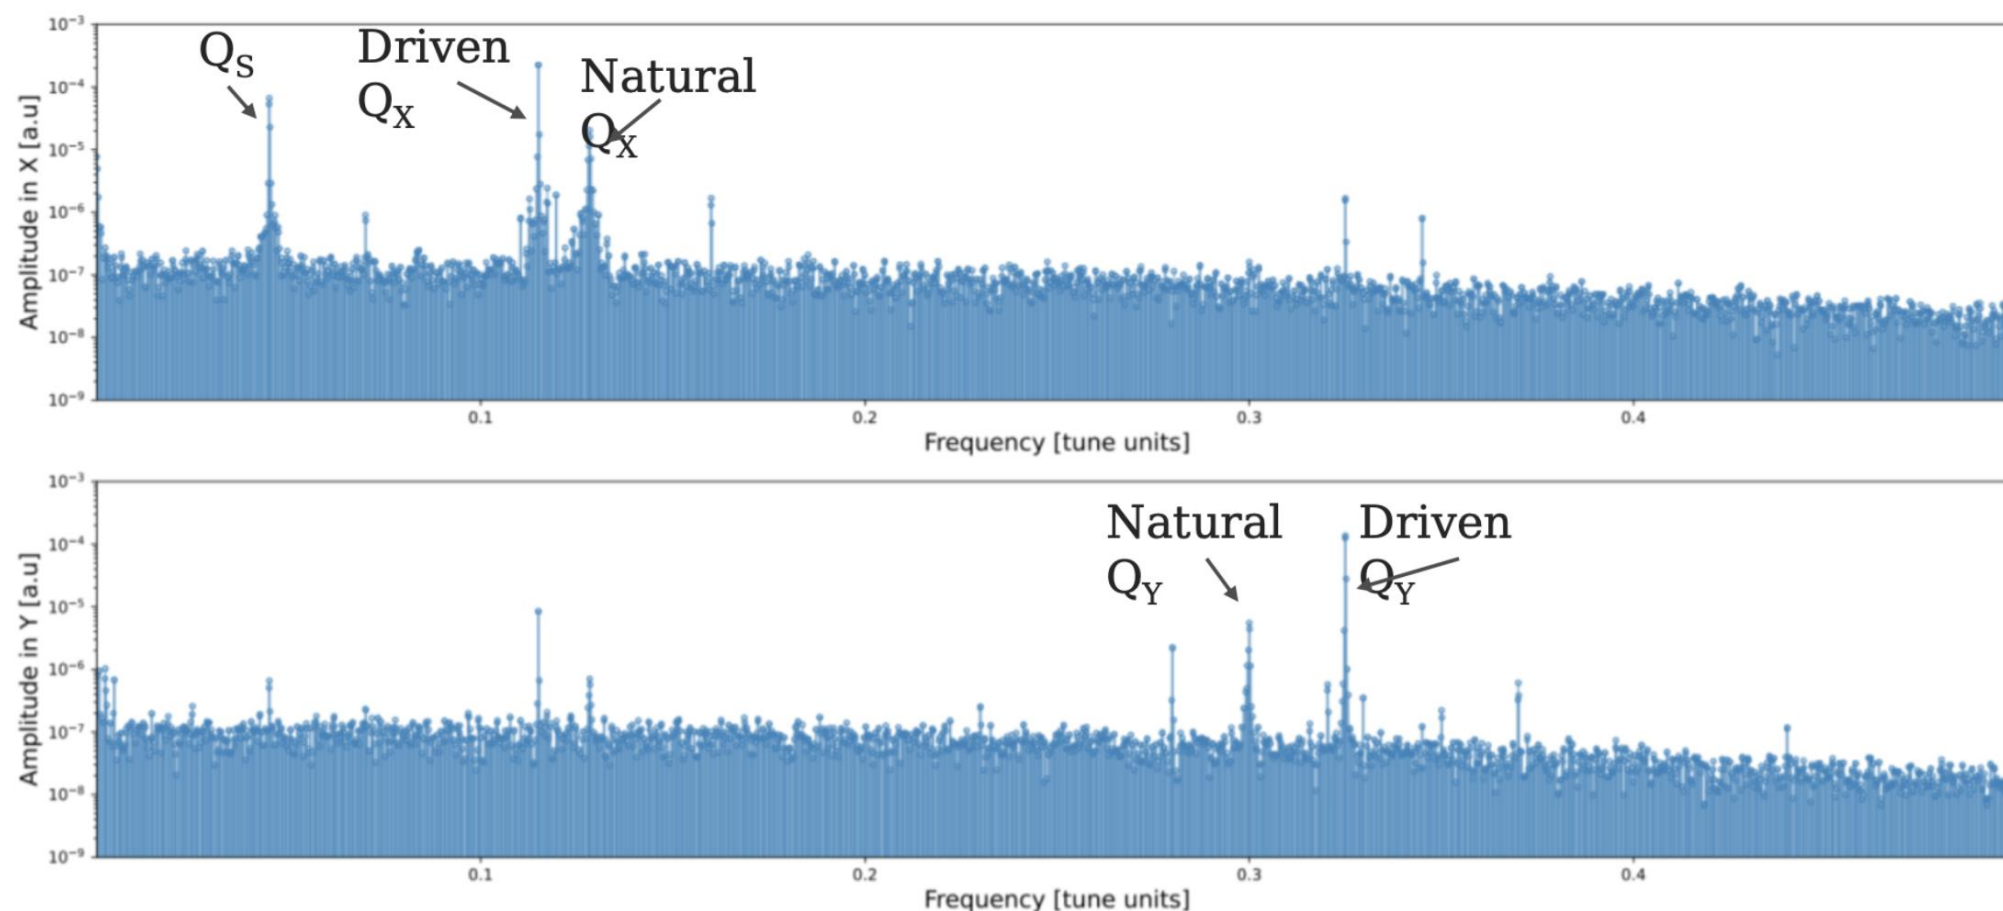 10⁻³
Q_S
Driven
Q_X
Natural
Q_X
10⁻⁴
10⁻⁵
10⁻⁶
10⁻⁷
10⁻⁸
10⁻⁹
Amplitude in X [a.u]
0.1 0.2 0.3 0.4
Frequency [tune units]
10⁻³
Natural
Q_Y
Driven
Q_Y
10⁻⁴
10⁻⁵
10⁻⁶
10⁻⁷
10⁻⁸
10⁻⁹
Amplitude in Y [a.u]
0.1 0.2 0.3 0.4
Frequency [tune units]